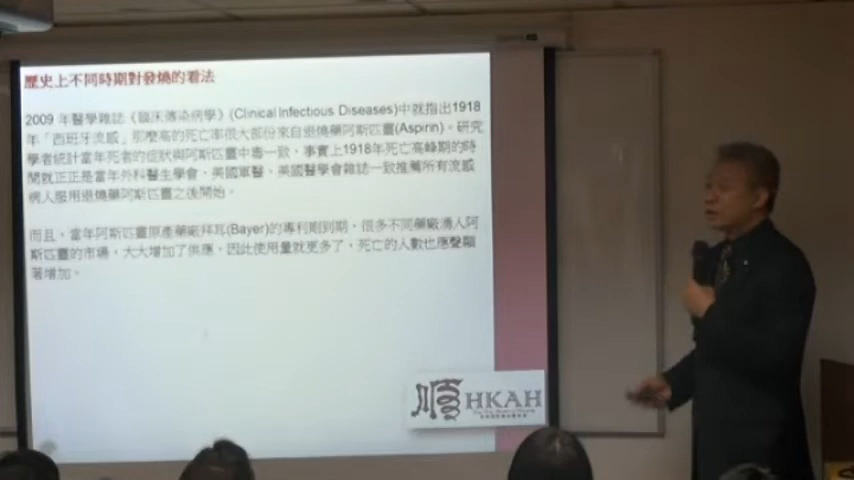 歷史上不同時期對發燒的看法
2009 年醫學雜誌《臨床傳染病學》(Clinical Infectious Diseases)中就指出1918
年「西班牙流感」那麼高的死亡率很大部份來自退燒藥阿斯匹靈(Aspirin)。研究
學者統計當年死者的症狀與阿斯匹靈中毒一致，事實上1918年死亡高峰期的時
間就正正是當年外科醫生學會、美國軍醫、美國醫學會雜誌一致推薦所有流感
病人服用退燒藥阿斯匹靈之後開始。
而且，當年阿斯匹靈原產藥廠拜耳(Bayer)的專利剛到期，很多不同藥廠湧入阿
斯匹靈的市場，大大增加了供應，因此使用量就更多了，死亡的人數也應聲顯
著增加。
順 HKAH